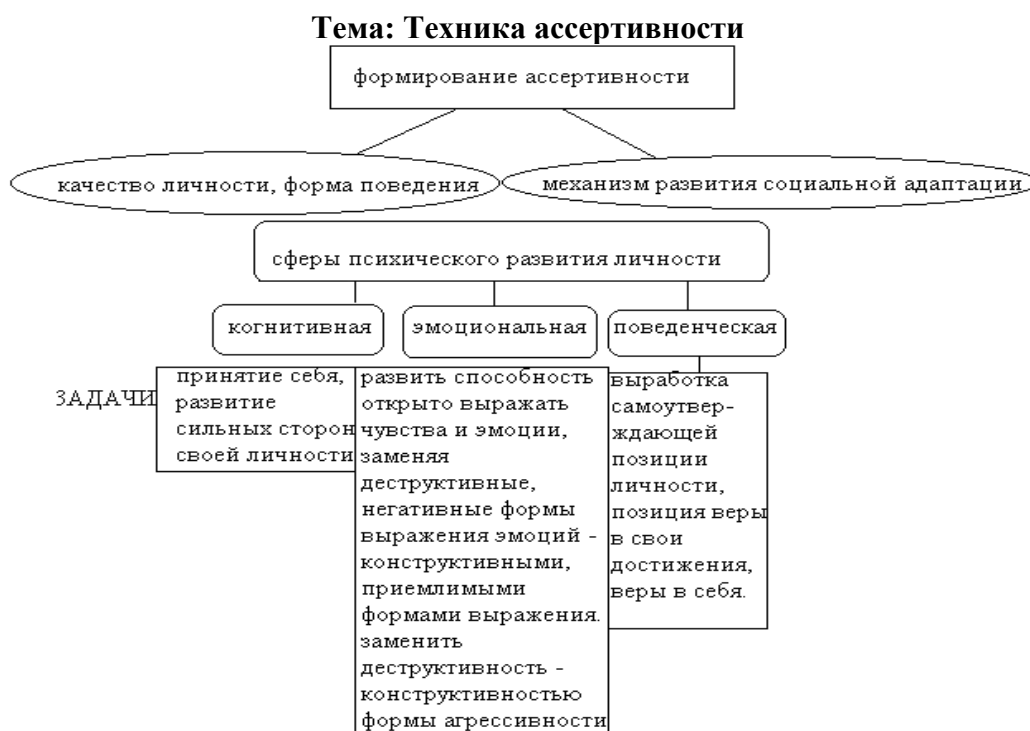 Тема: Техника ассертивности
формирование ассертивности
качество личности, форма поведения
механизм развития социальной адаптации
сферы психического развития личности
когнитивная
эмоциональная
поведенческая
ЗАДАЧИ
принятие себя,
развитие
сильных сторон
своей личности
развить способность
открыто выражать
чувства и эмоции,
заменяя
деструктивные,
негативные формы
выражения эмоций -
конструктивными,
приемлимыми
формами выражения.
заменить
деструктивность -
конструктивностью
формы агрессивности
выработка
самоутвер-
ждающей
позиции
личности,
позиция веры
в свои
достижения,
веры в себя.